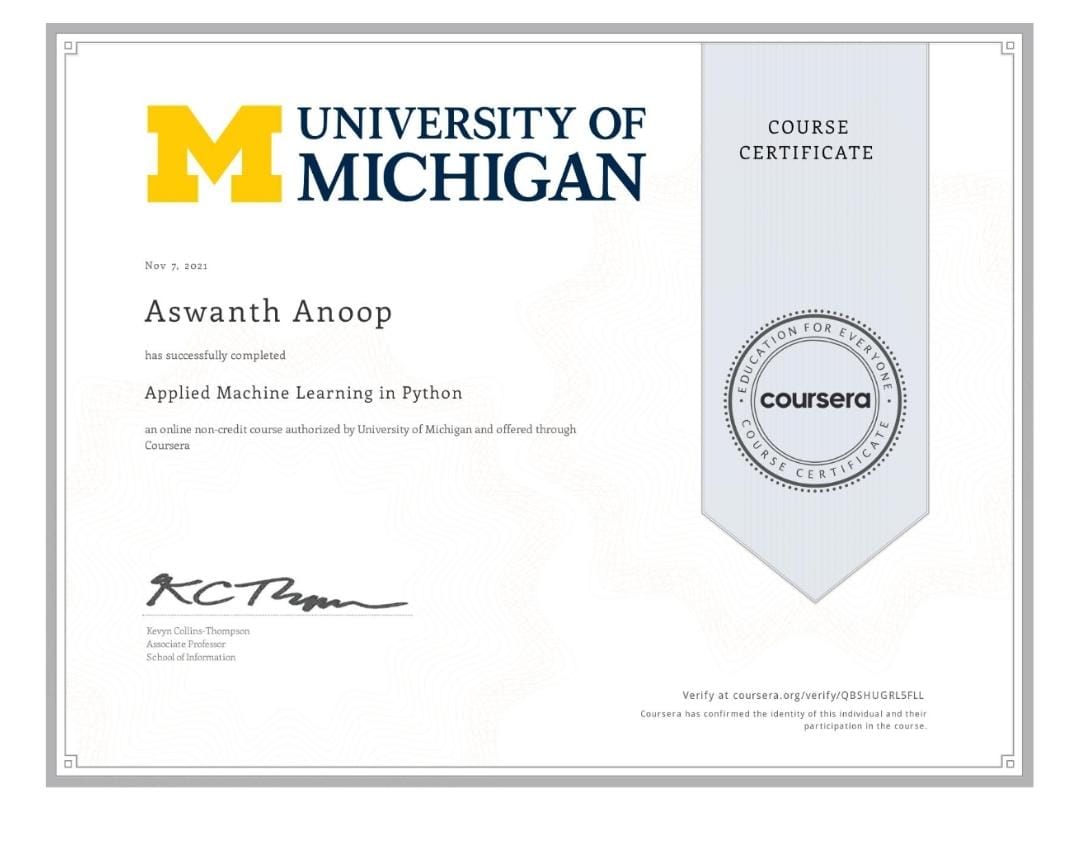 UNIVERSITY OF
MICHIGAN
COURSE
CERTIFICATE
Nov 7, 2021
Aswanth Anoop
has successfully completed
Applied Machine Learning in Python
an online non-credit course authorized by University of Michigan and offered through
Coursera
EDUCATION FOR EVERYONE
coursera
COURSE CERTIFICATE
KCThom
Kevyn Collins-Thompson
Associate Professor
School of Information
Verify at coursera.org/verify/QBSHUGRL5FLL
Coursera has confirmed the identity of this individual and their
participation in the course.